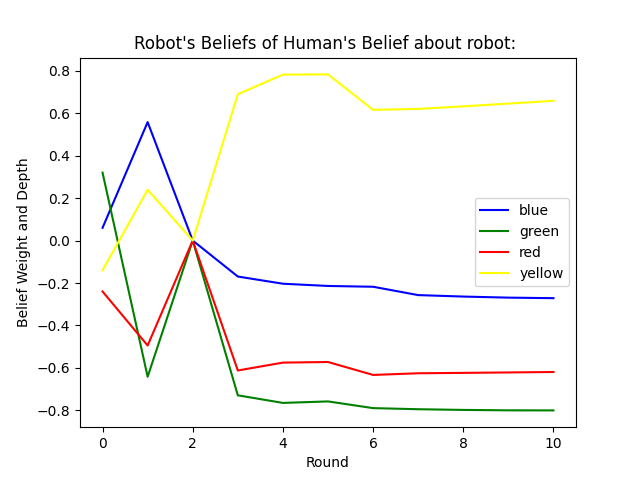 Robot's Beliefs of Human's Belief about robot:
Belief Weight and Depth
0.8
0.6
0.4
0.2
0.0
−0.2
−0.4
−0.6
−0.8
blue
green
red
yellow
0 2 4 6 8 10
Round